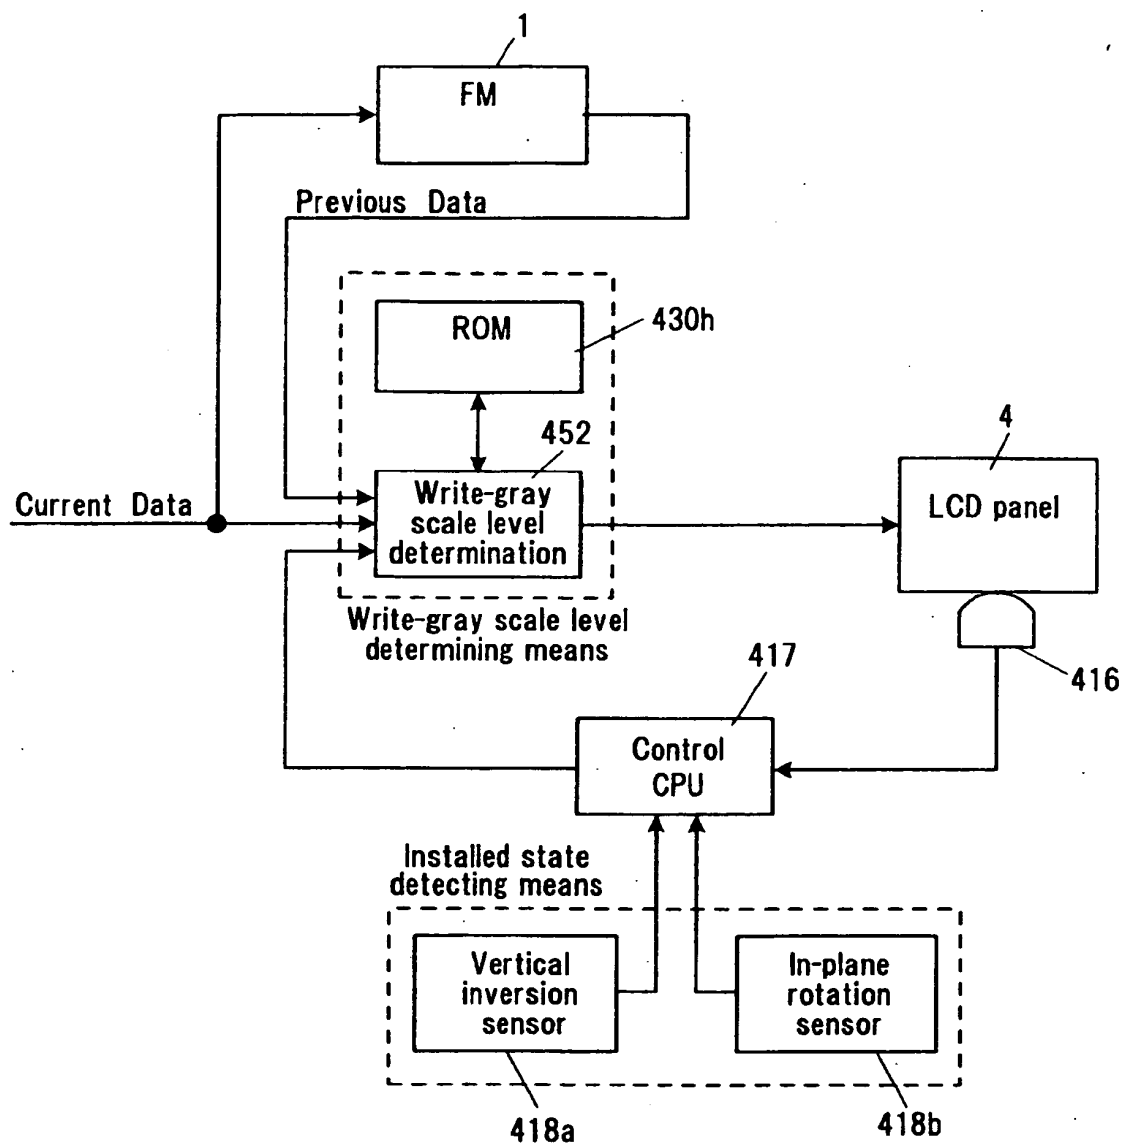 1
FM
Previous Data
ROM
430h
452
Write-gray
scale level
determination
Current Data
4
LCD panel
Write-gray scale level
determining means
416
417
Control
CPU
Installed state
detecting means
Vertical
inversion
sensor
In-plane
rotation
sensor
418a
418b